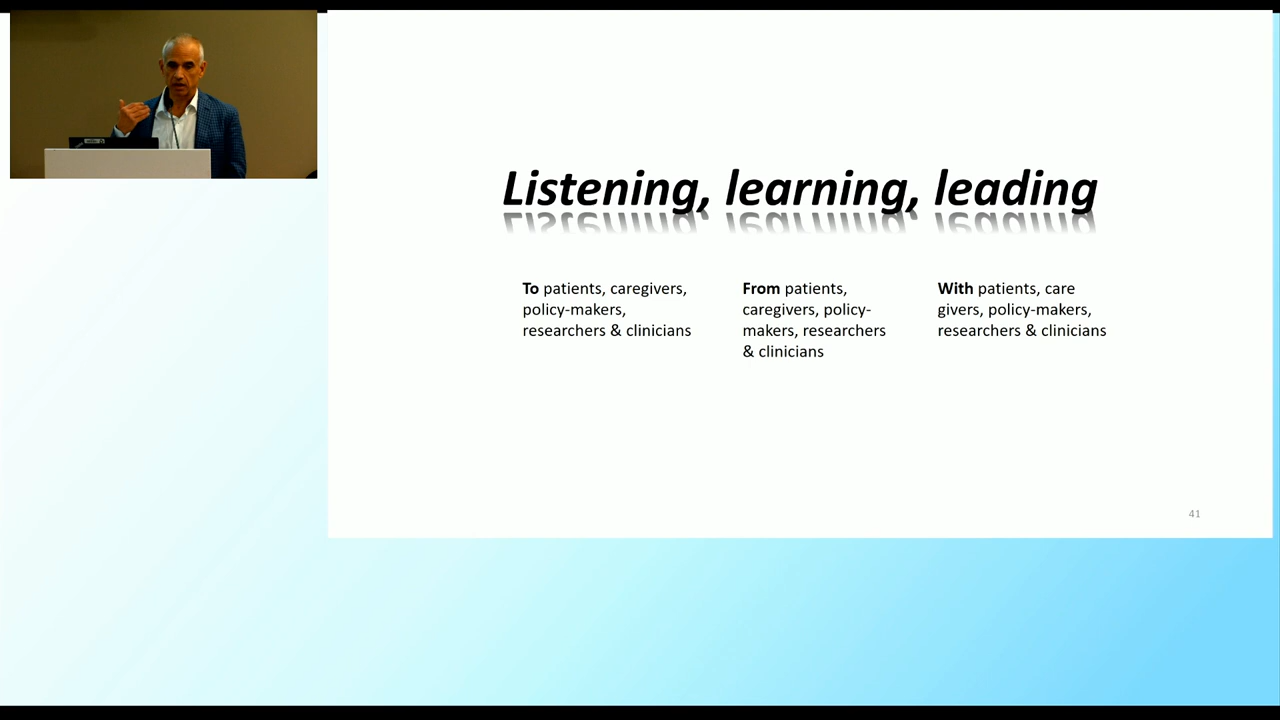 Listening, learning, leading
To patients, caregivers,
policy-makers,
researchers & clinicians
From patients,
caregivers, policy-
makers, researchers
& clinicians
With patients, care
givers, policy-makers,
researchers & clinicians
41